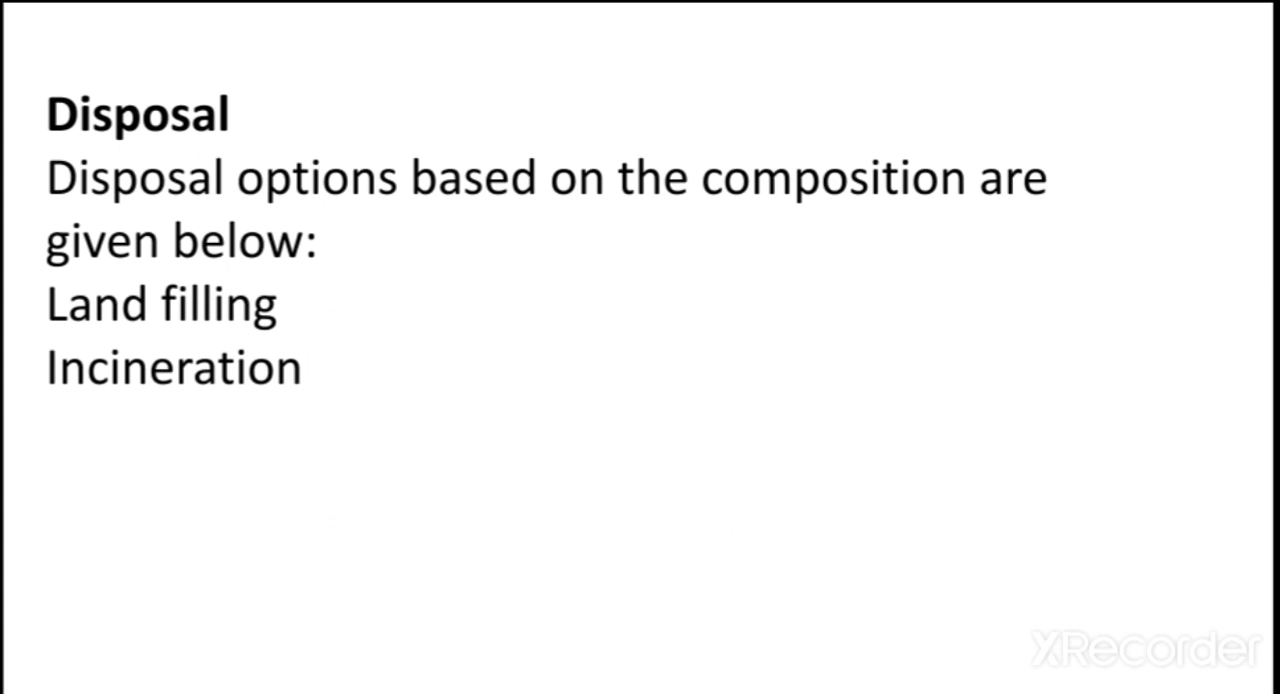 Disposal
Disposal options based on the composition are
given below:
Land filling
Incineration
XRecorder